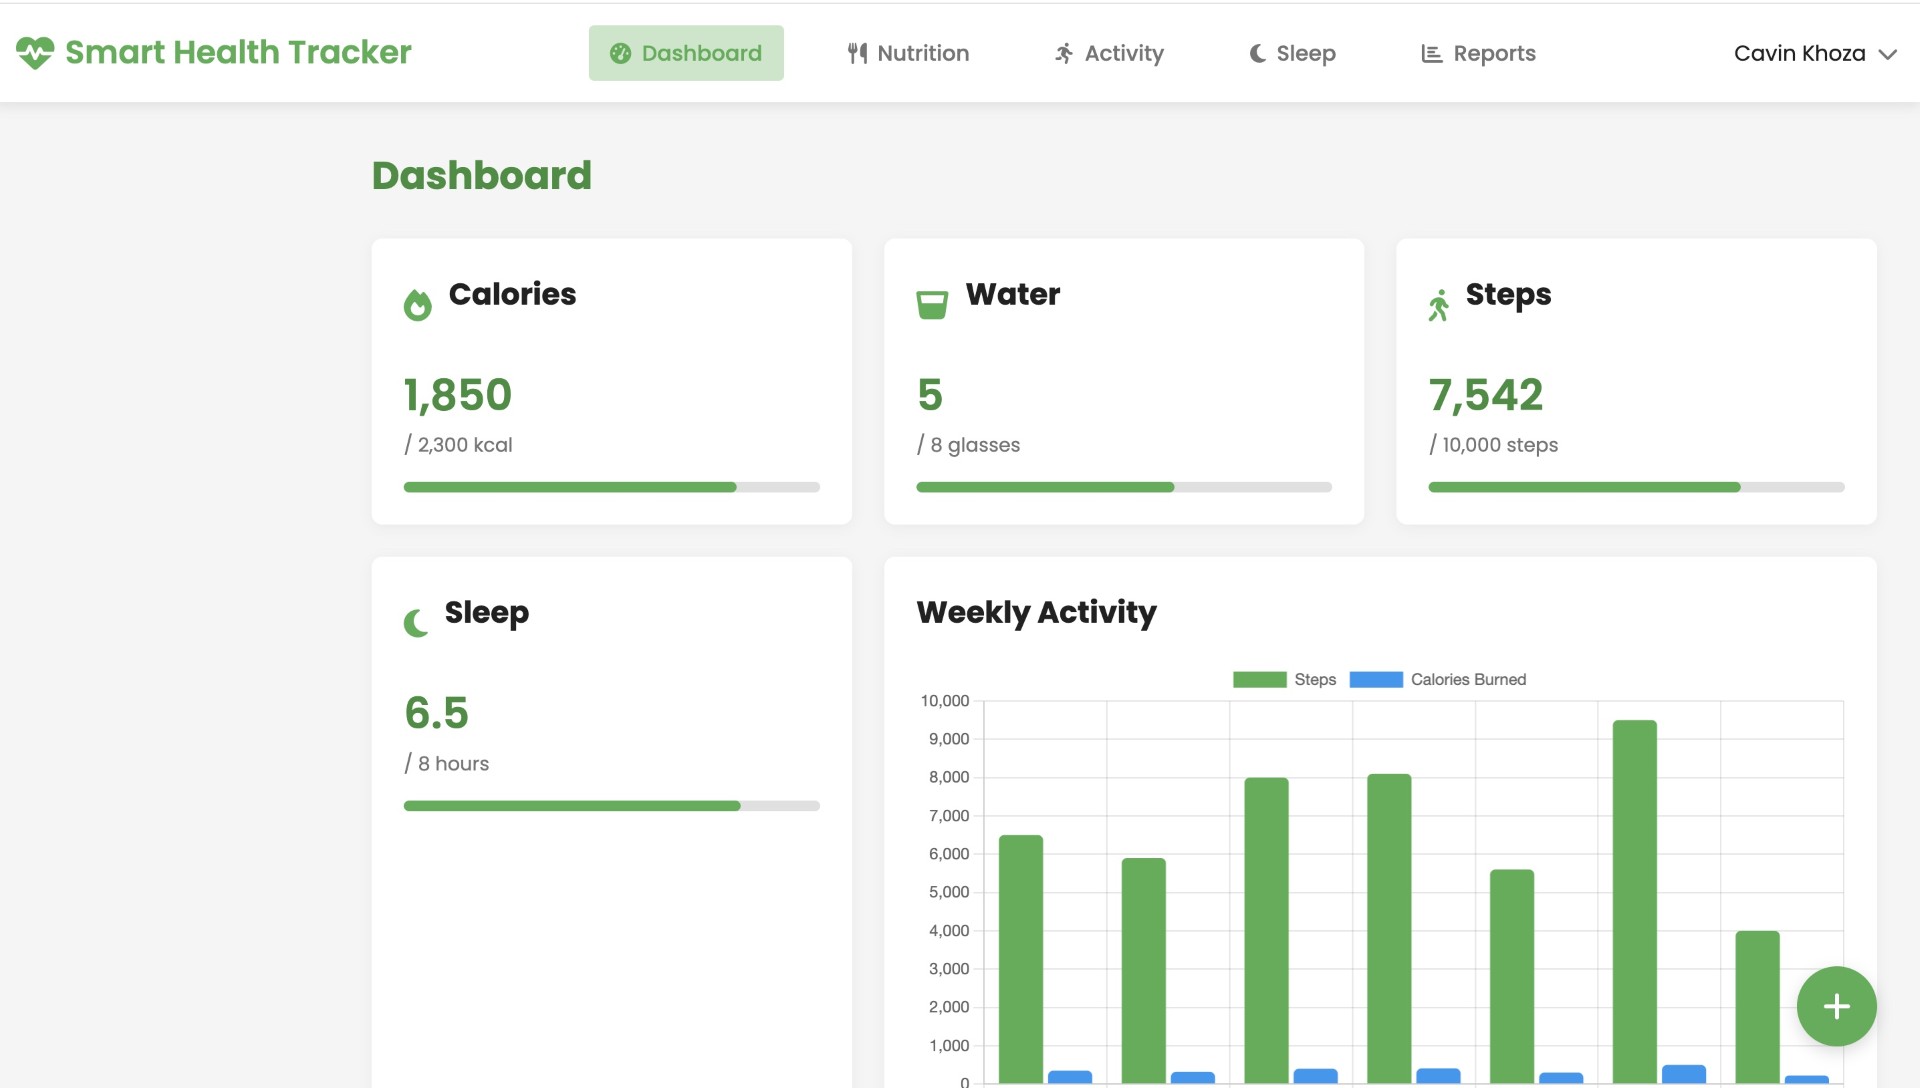 Smart Health Tracker
Dashboard
Nutrition
Activity
Sleep
Reports
Cavin Khoza
Dashboard
Calories
1,850
/ 2,300 kcal
Water
5
/ 8 glasses
Steps
7,542
/ 10,000 steps
Sleep
6.5
/ 8 hours
Weekly Activity
Steps
Calories Burned
10,000
9,000
8,000
7,000
6,000
5,000
4,000
3,000
2,000
1,000
0